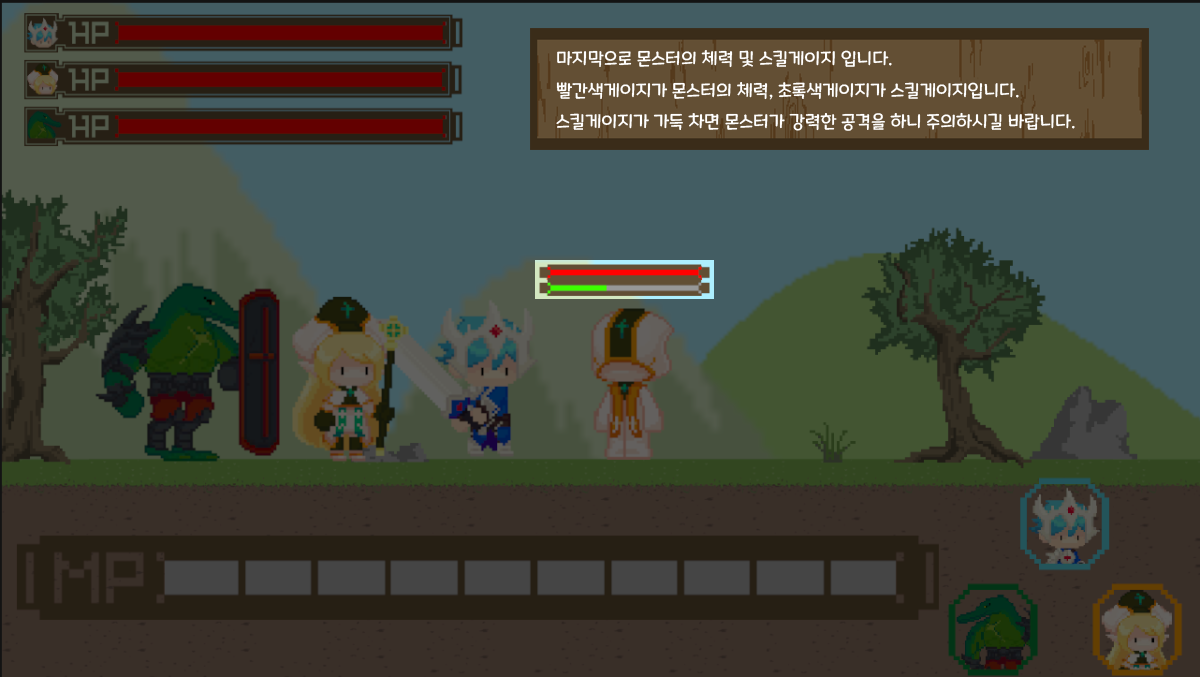 HP
HP
HP
마지막으로 몬스터의 체력 및 스킬게이지 입니다.
빨간색게이지가 몬스터의 체력, 초록색게이지가 스킬게이지입니다.
스킬게이지가 가득 차면 몬스터가 강력한 공격을 하니 주의하시길 바랍니다.
MP